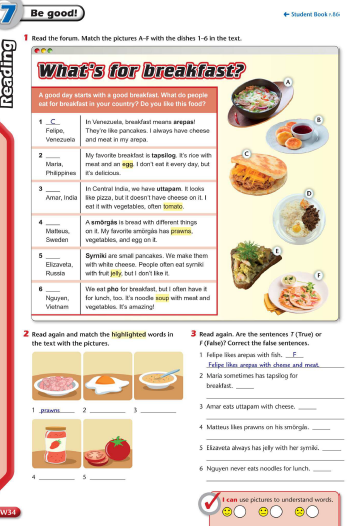 7 Be good!
← Student Book
Reading
1 Read the forum. Match the pictures A–F with the dishes 1–6 in the text.
What's for breakfast?
A good day starts with a good breakfast. What do people
eat for breakfast in your country? Do you like this food?
1 C
Felipe,
Venezuela
In Venezuela, breakfast means arepas!
They're like pancakes. I always have cheese
and meat in my arepa.
2 ____
Maria,
Philippines
My favorite breakfast is tapsilog. It's rice with
meat and an egg. I don't eat it every day, but
it's delicious.
3 ____
Amar, India
In Central India, we have uttapam. It looks
like pizza, but it doesn't have cheese on it. I
eat it with vegetables, often tomato.
4 ____
Matteus,
Sweden
A smörgås is bread with different things
on it. My favorite smörgås has prawns,
vegetables, and egg on it.
5 ____
Elizaveta,
Russia
Syrniki are small pancakes. We make them
with white cheese. People often eat syrniki
with fruit jelly, but I don't like it.
6 ____
Nguyen,
Vietnam
We eat pho for breakfast, but I often have it
for lunch, too. It's noodle soup with meat and
vegetables. It's amazing!
A
B
C
D
E
F
2 Read again and match the highlighted words in
the text with the pictures.
1 prawns
2 ____
3 ____
4 ____
5 ____
3 Read again. Are the sentences T (True) or
F (False)? Correct the false sentences.
1 Felipe likes arepas with fish. F
Felipe likes arepas with cheese and meat.
2 Maria sometimes has tapsilog for
breakfast. ____
3 Amar eats uttapam with cheese. ____
4 Matteus likes prawns on his smörgås. ____
5 Elizaveta always has jelly with her syrniki. ____
6 Nguyen never eats noodles for lunch. ____
I can use pictures to understand words.
W34